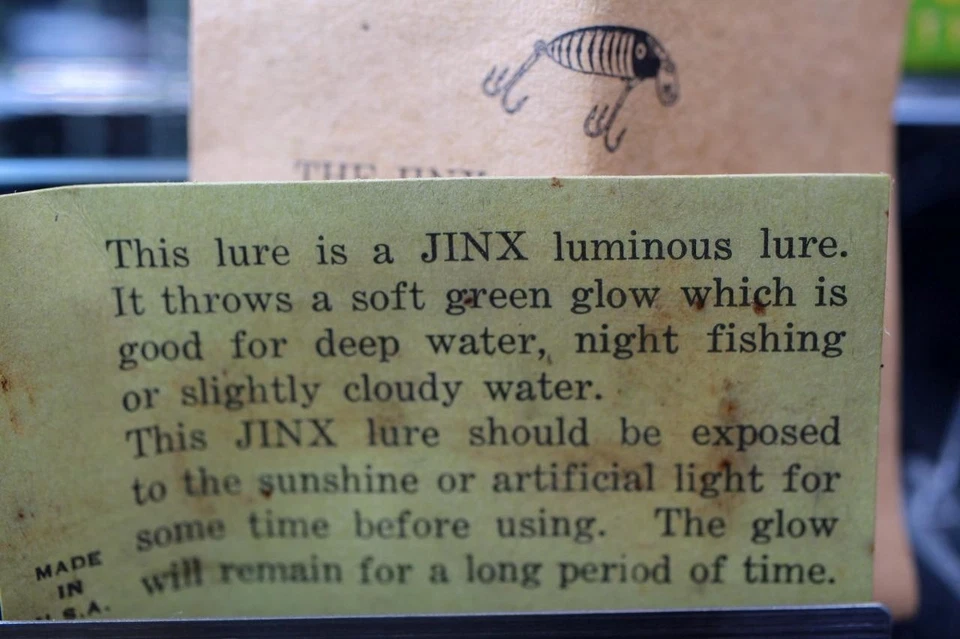 THE JINX
This lure is a JINX luminous lure.
It throws a soft green glow which is
good for deep water, night fishing
or slightly cloudy water.
This JINX lure should be exposed
to the sunshine or artificial light for
some time before using. The glow
will remain for a long period of time.
MADE
IN
U.S.A.